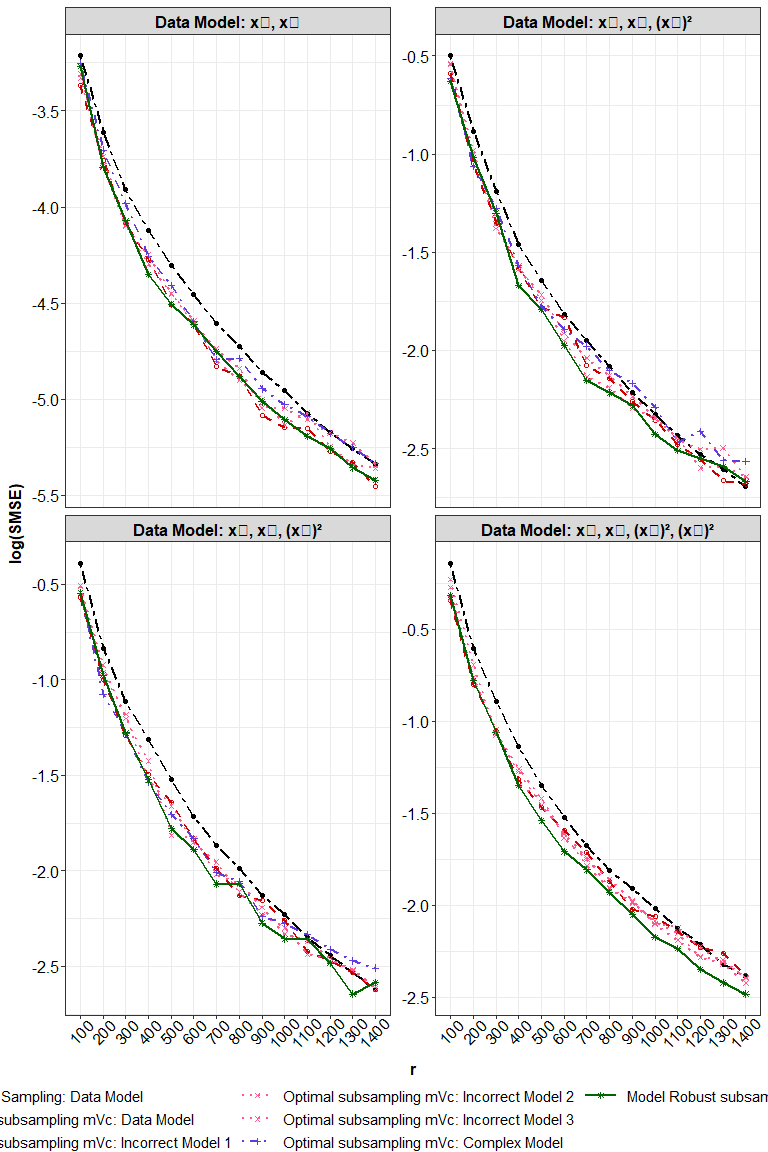 Data Model: x▯, x▯
Data Model: x▯, x▯, (x▯)²
-3.5
-4.0
-4.5
-5.0
-5.5
-0.5
-1.0
-1.5
-2.0
-2.5
log(SMSE)
Data Model: x▯, x▯, (x▯)²
Data Model: x▯, x▯, (x▯)², (x▯)²
-0.5
-1.0
-1.5
-2.0
-2.5
-0.5
-1.0
-1.5
-2.0
-2.5
100 200 300 400 500 600 700 800 900 1000 1100 1200 1300 1400
100 200 300 400 500 600 700 800 900 1000 1100 1200 1300 1400
r
Sampling: Data Model
subsampling mVc: Data Model
subsampling mVc: Incorrect Model 1
Optimal subsampling mVc: Incorrect Model 2
Optimal subsampling mVc: Incorrect Model 3
Optimal subsampling mVc: Complex Model
Model Robust subsam